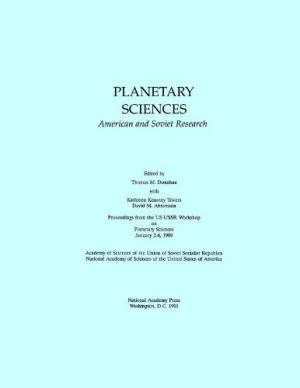 PLANETARY
SCIENCES
American and Soviet Research
Edited by
Thomas M. Donahue
with
Kathleen Kearney Trivers
David M. Abramson
Proceedings from the US-USSR Workshop
on
Planetary Sciences
January 2-6, 1989
Academy of Sciences of the Union of Soviet Socialist Republics
National Academy of Sciences of the United States of America
National Academy Press
Washington, D.C. 1991